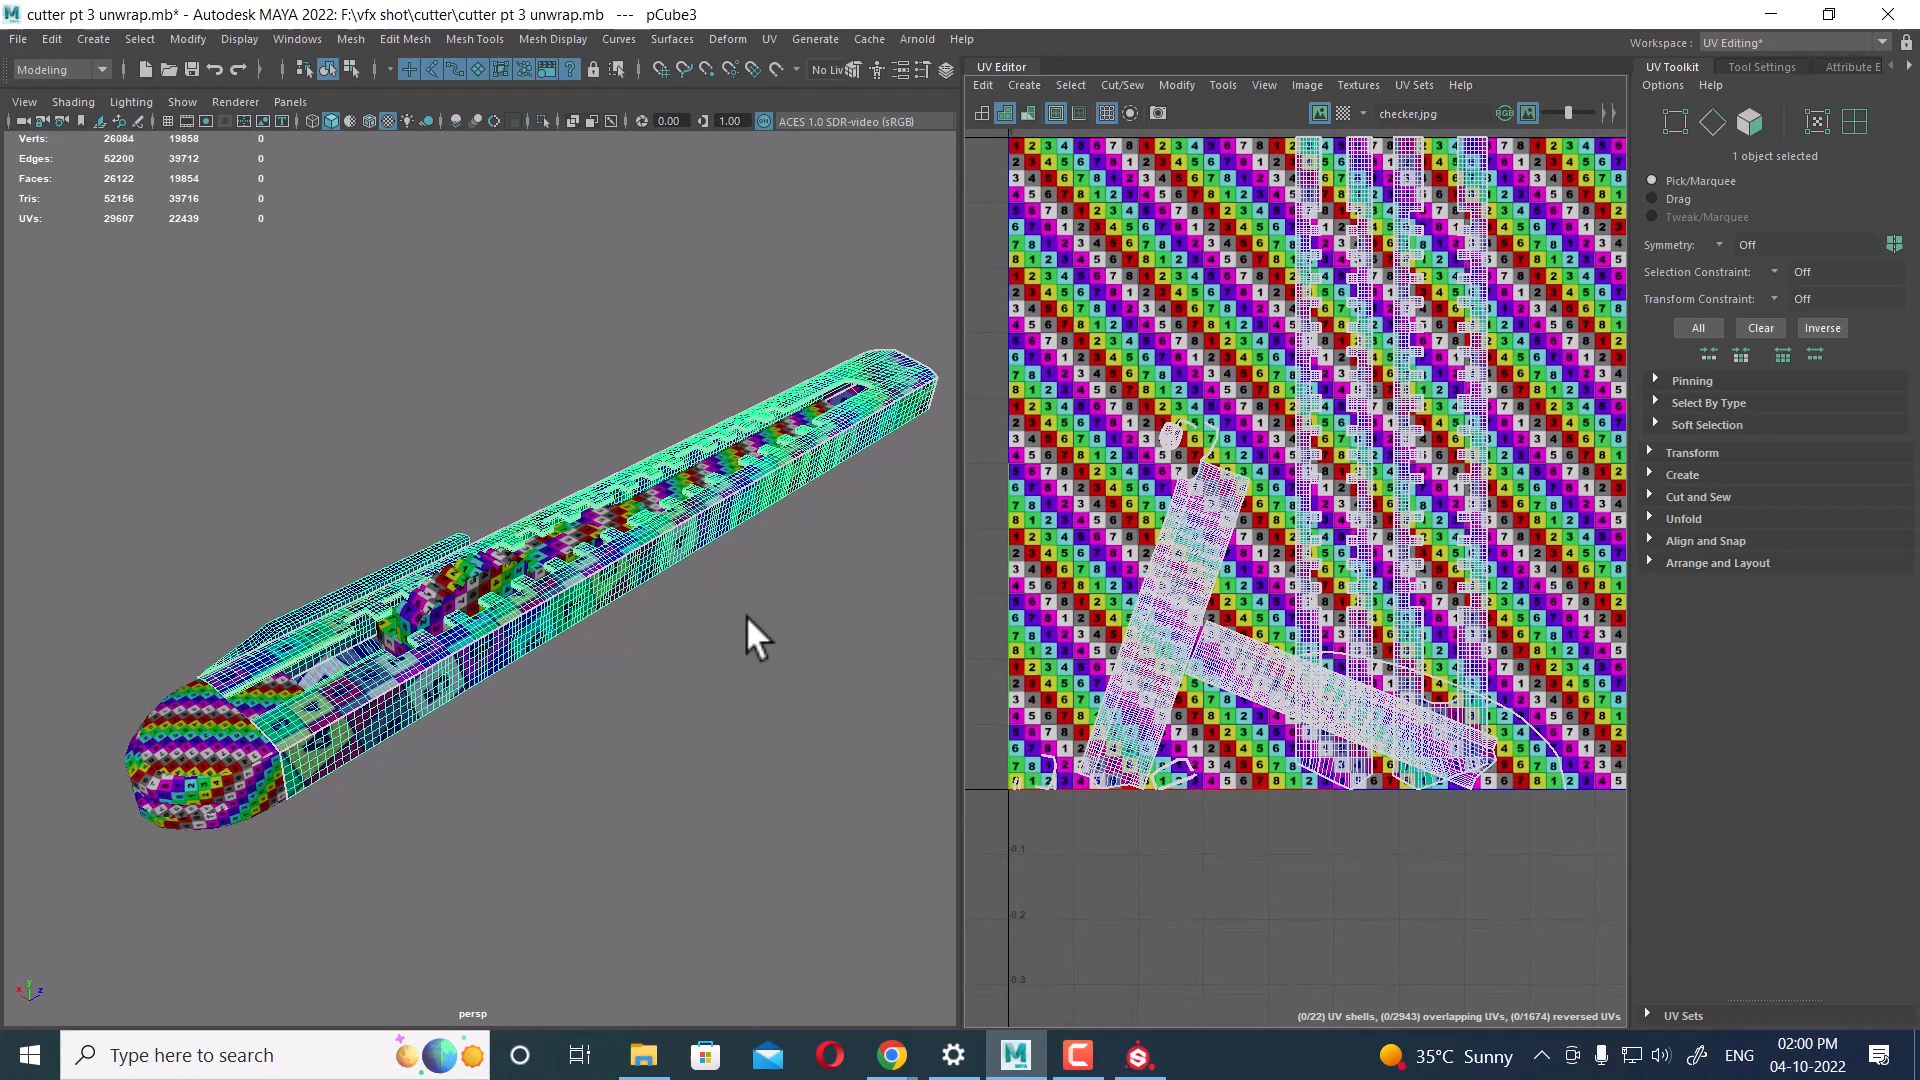 cutter pt 3 unwrap.mb* - Autodesk MAYA 2022: F:\vfx shot\cutter\cutter pt 3 unwrap.mb   ---   pCube3
File Edit Create Select Modify Display Windows Mesh Edit Mesh Mesh Tools Mesh Display Curves Surfaces Deform UV Generate Cache Arnold Help
Workspace : UV Editing*
Modeling
No Liv
UV Editor
UV Toolkit Tool Settings Attribute E
View Shading Lighting Show Renderer Panels
Edit Create Select Cut/Sew Modify Tools View Image Textures UV Sets Help
Options Help
0.00 1.00 ACES 1.0 SDR-video (sRGB)
checker.jpg
Verts: 26084 19858 0
Edges: 52200 39712 0
Faces: 26122 19854 0
Tris: 52156 39716 0
UVs: 29607 22439 0
1 object selected
Pick/Marquee
Drag
Tweak/Marquee
Symmetry: Off
Selection Constraint: Off
Transform Constraint: Off
All Clear Inverse
Pinning
Select By Type
Soft Selection
Transform
Create
Cut and Sew
Unfold
Align and Snap
Arrange and Layout
-0.1
-0.2
-0.3
persp
(0/22) UV shells, (0/2943) overlapping UVs, (0/1674) reversed UVs
UV Sets
Type here to search
35°C Sunny
ENG
02:00 PM
04-10-2022